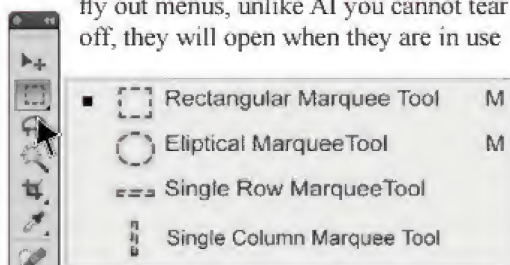 fly out menus, unlike AI you cannot tear
off, they will open when they are in use
Rectangular Marquee Tool M
Eliptical MarqueeTool M
Single Row MarqueeTool
Single Column Marquee Tool